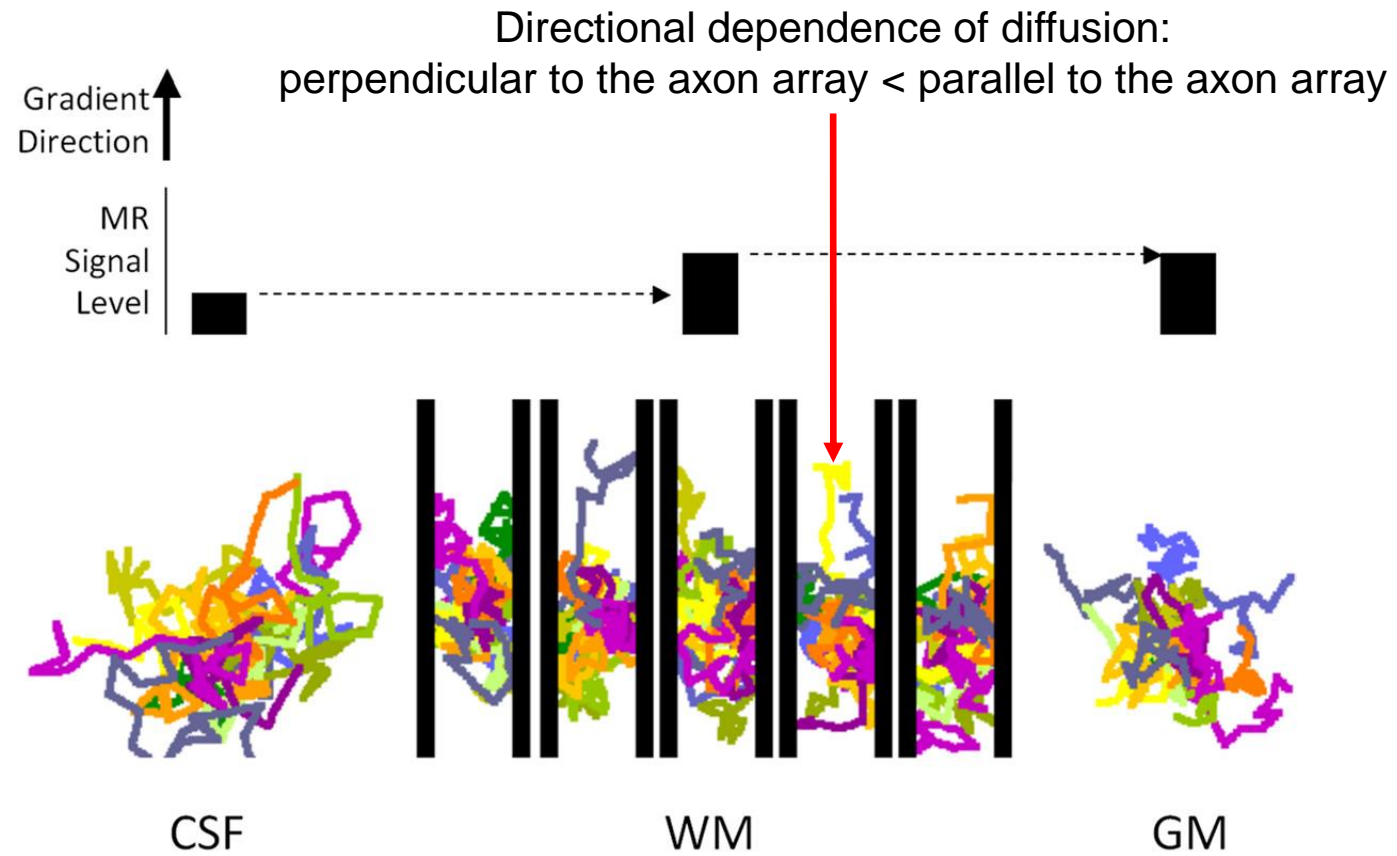 Directional dependence of diffusion:
perpendicular to the axon array < parallel to the axon array
Gradient
Direction
MR
Signal
Level
CSF
WM
GM